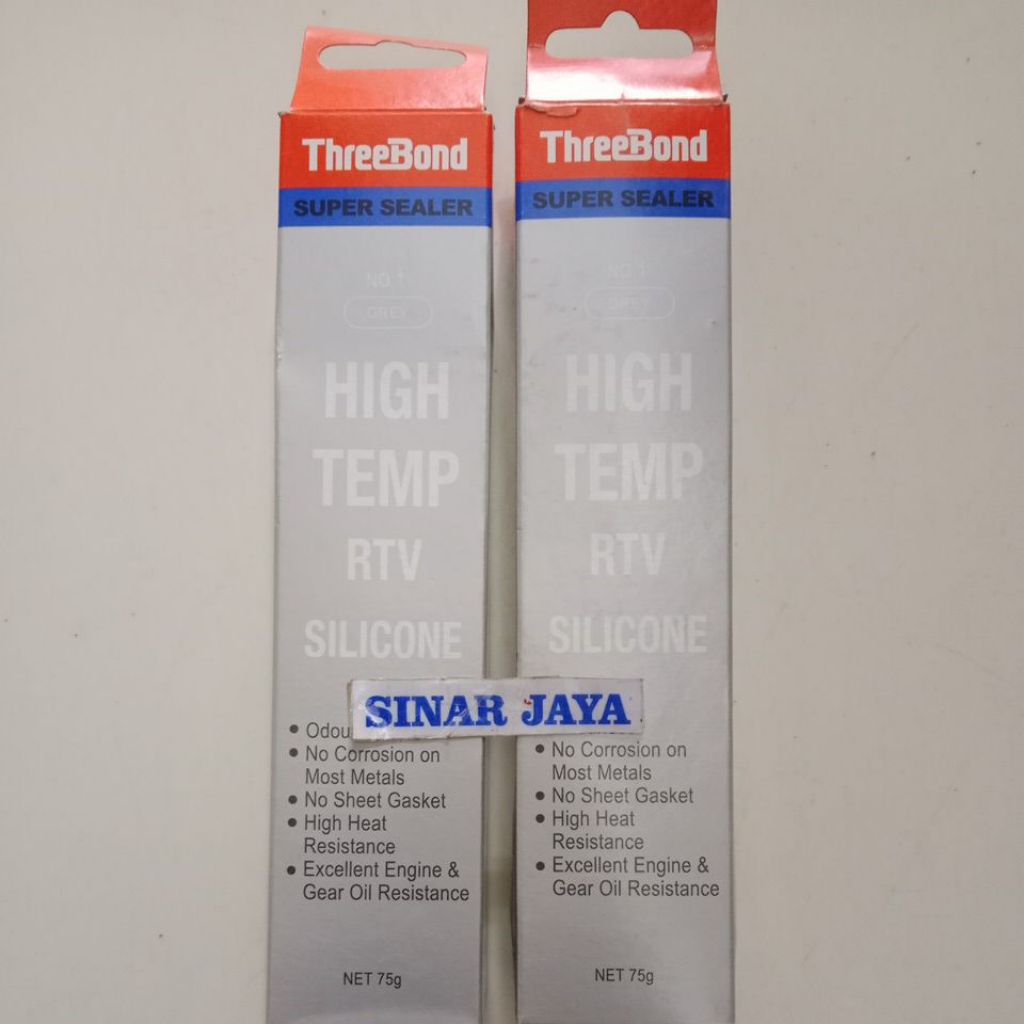 ThreeBond
SUPER SEALER
NO 1
GREY
HIGH
TEMP
RTV
SILICONE
• Odou
• No Corrosion on
Most Metals
• No Sheet Gasket
• High Heat
Resistance
• Excellent Engine &
Gear Oil Resistance
NET 75g
ThreeBond
SUPER SEALER
NO 1
GREY
HIGH
TEMP
RTV
SILICONE
SINAR JAYA
• No Corrosion on
Most Metals
• No Sheet Gasket
• High Heat
Resistance
• Excellent Engine &
Gear Oil Resistance
NET 75g